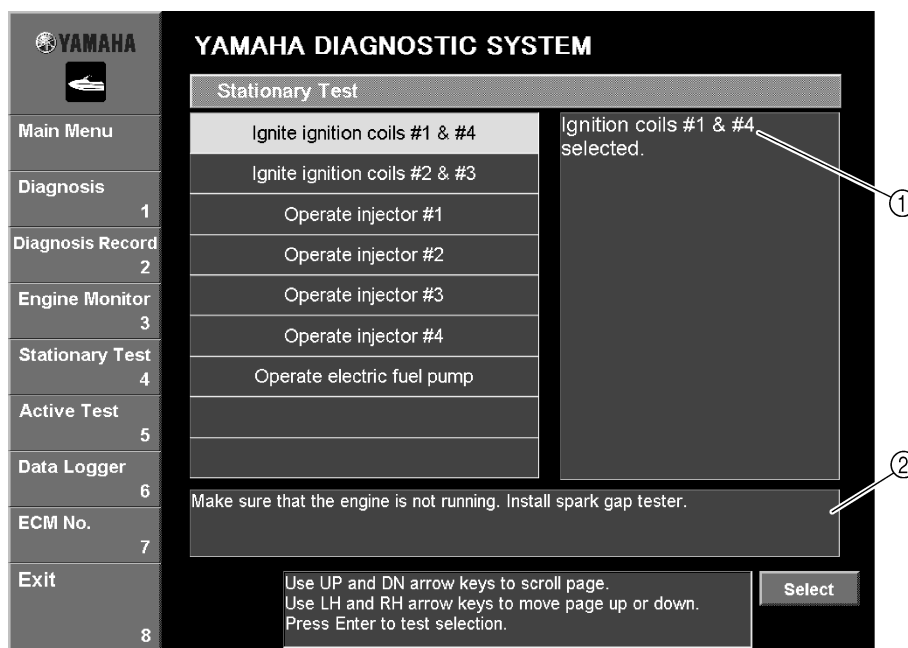 YAMAHA
YAMAHA DIAGNOSTIC SYSTEM
Stationary Test
Main Menu
Diagnosis
1
Diagnosis Record
2
Engine Monitor
3
Stationary Test
4
Active Test
5
Data Logger
6
ECM No.
7
Exit
8
Ignite ignition coils #1 & #4
Ignite ignition coils #2 & #3
Operate injector #1
Operate injector #2
Operate injector #3
Operate injector #4
Operate electric fuel pump
Ignition coils #1 & #4
selected.
①
②
Make sure that the engine is not running. Install spark gap tester.
Use UP and DN arrow keys to scroll page.
Use LH and RH arrow keys to move page up or down.
Press Enter to test selection.
Select